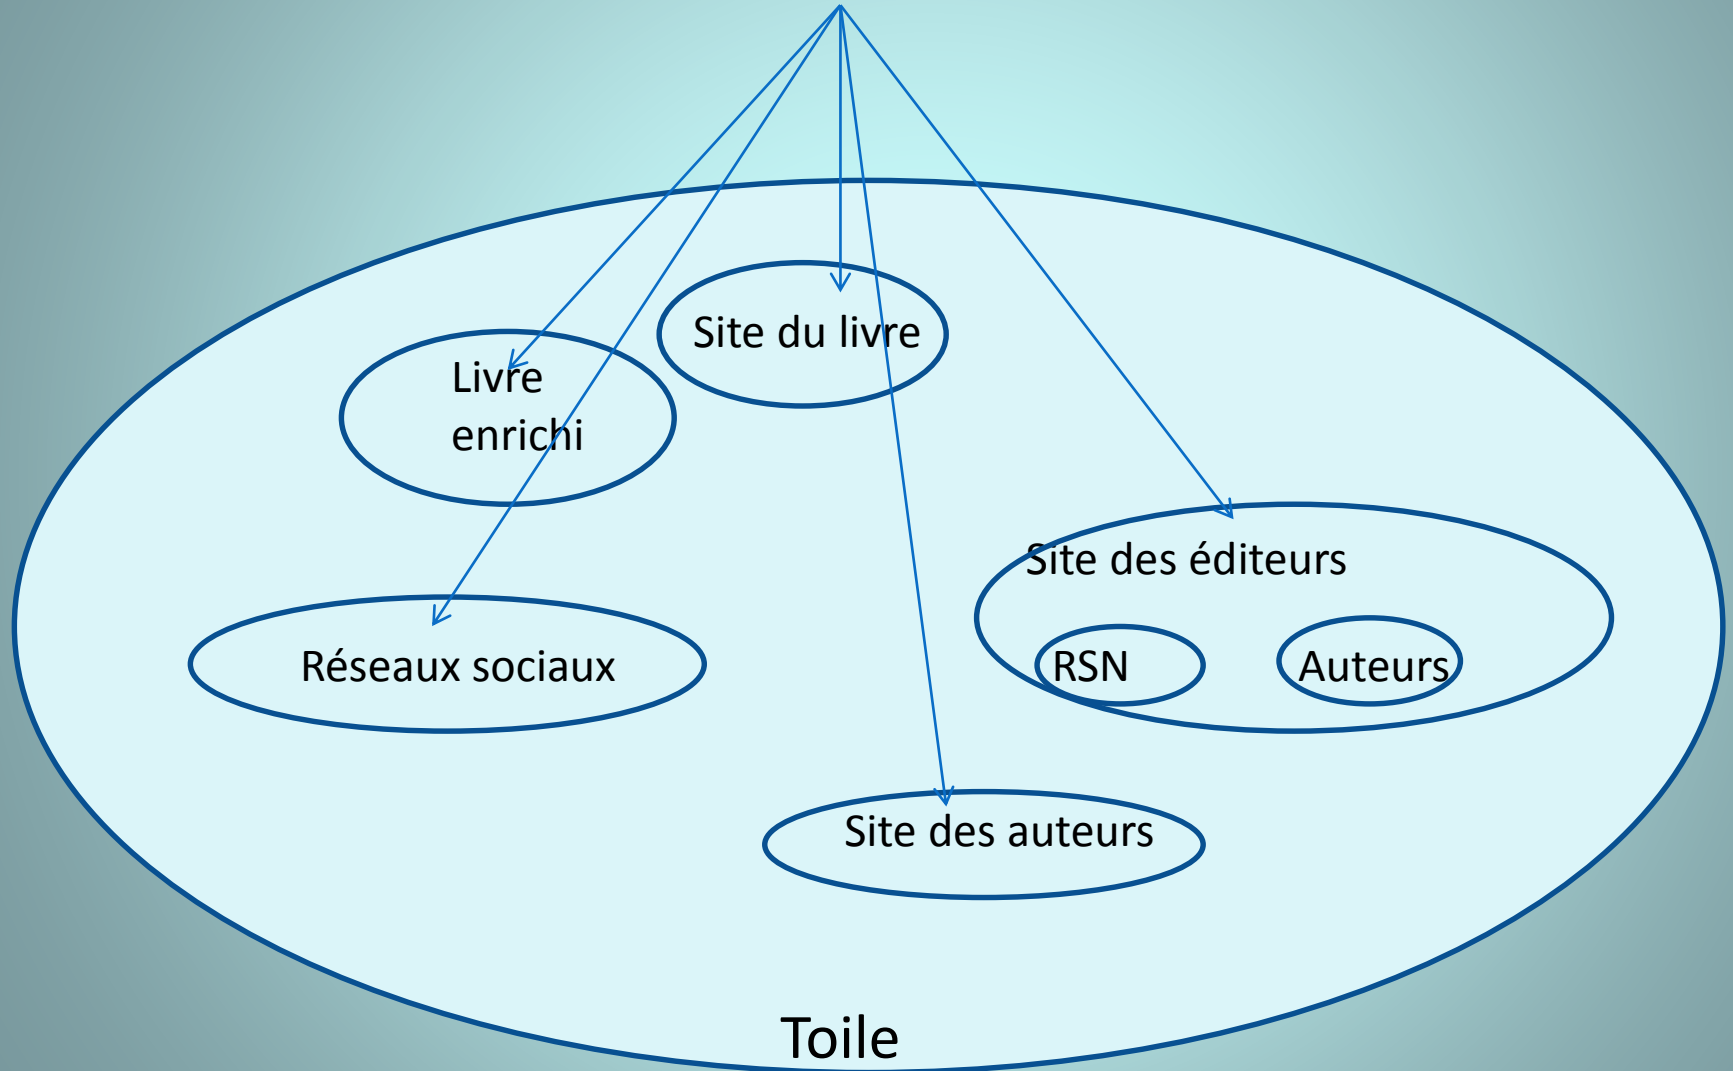 Site du livre
Livre
enrichi
Site des éditeurs
Réseaux sociaux
RSN
Auteurs
Site des auteurs
Toile